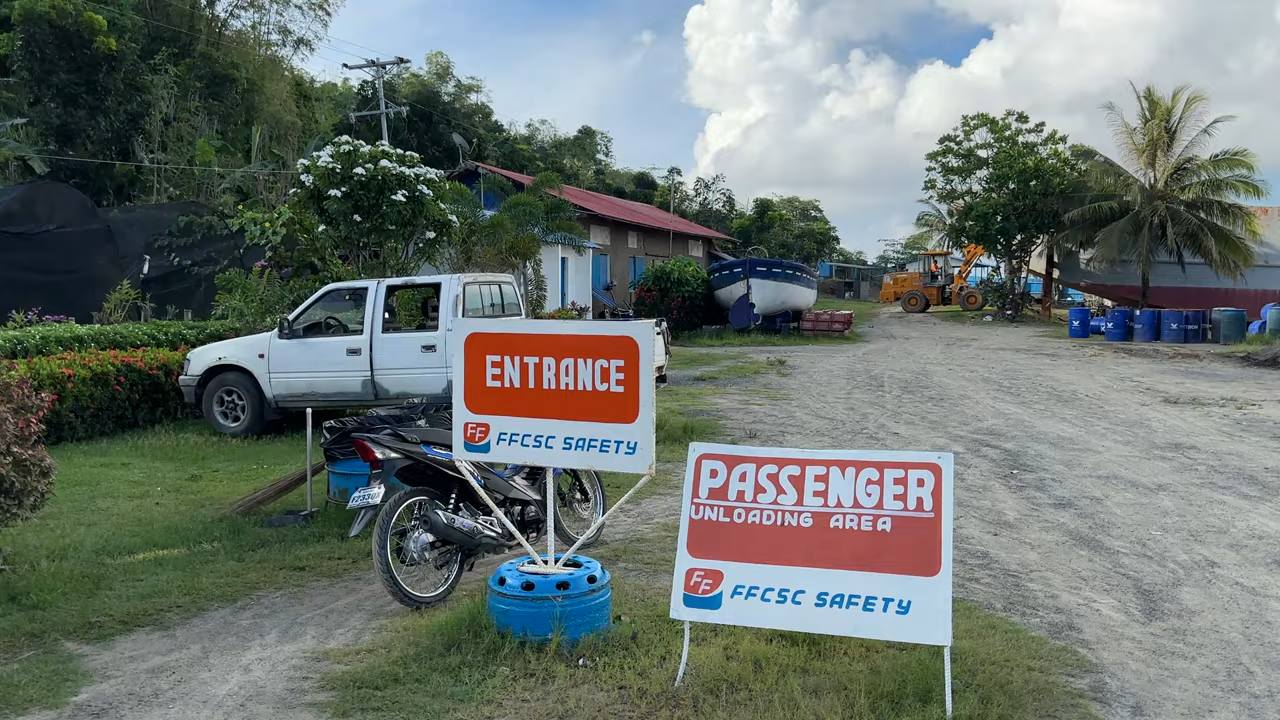 ENTRANCE
FF
FFCSC SAFETY
PASSENGER
UNLOADING AREA
FF
FFCSC SAFETY